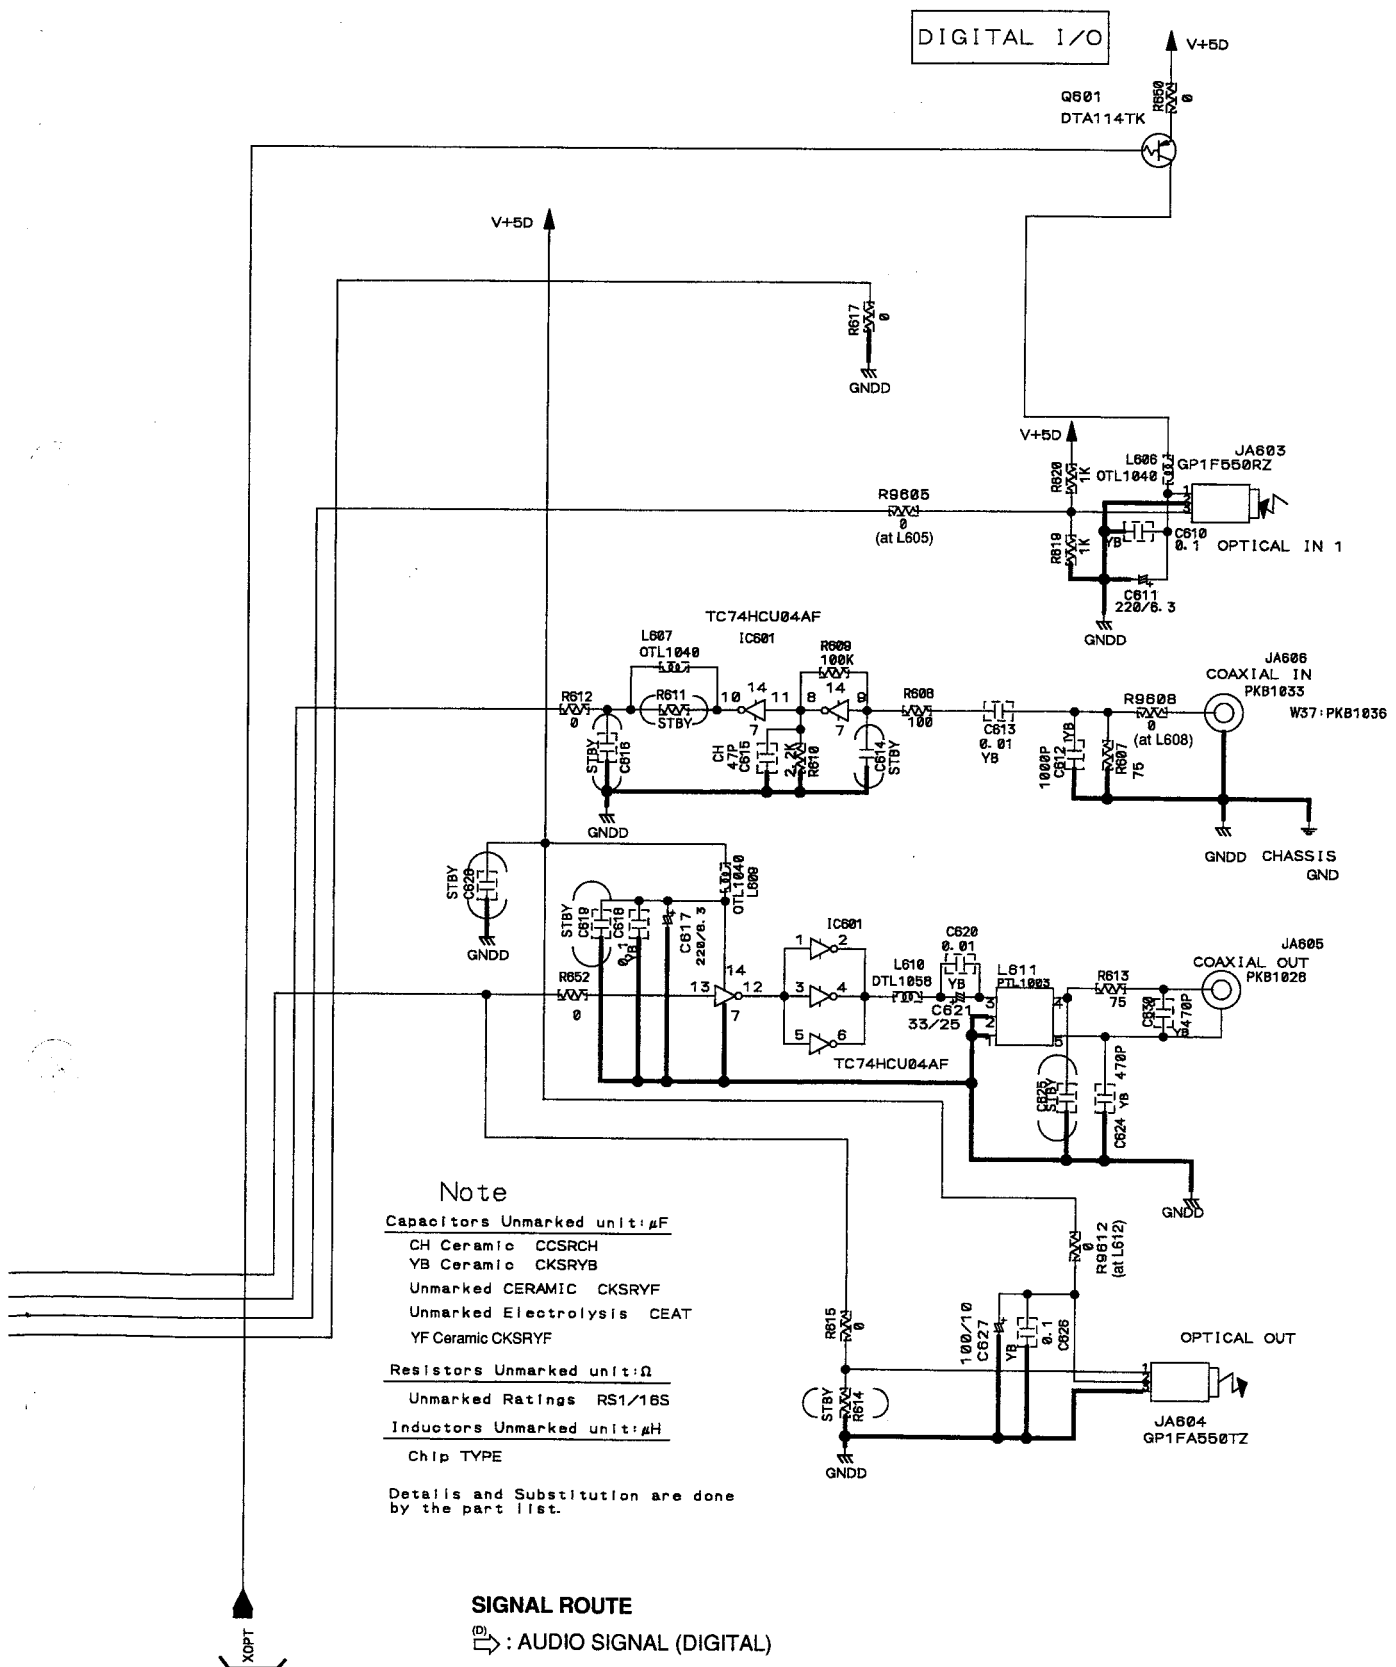 DIGITAL I/O
V+5D
R650
0
Q601
DTA114TK
V+5D
R617
0
GNDD
V+5D
R620
1K
L606
OTL1040
JA603
GP1F550RZ
1
2
3
R9605
0
(at L605)
R619
1K
YB
C610
0.1
OPTICAL IN 1
C611
220/6.3
+
GNDD
TC74HCU04AF
IC601
L607
OTL1040
R609
100K
JA606
COAXIAL IN
PKB1033
W37:PKB1036
R612
0
R611
STBY
10
14
11
7
8
14
9
7
R608
100
C613
0.01
YB
R9608
0
(at L608)
STBY
C616
CH
47P
C615
2.2K
R610
C614
STBY
YB
1000P
C612
R607
75
GNDD
GNDD
CHASSIS
GND
STBY
C628
GNDD
OTL1040
L609
STBY
C619
C618
0.1
YB
C617
220/6.3
R652
0
14
13
12
7
IC601
1
2
3
4
5
6
TC74HCU04AF
L610
DTL1058
C620
0.01
YB
+
C621
33/25
L611
PTL1003
3
2
1
4
5
R613
75
JA605
COAXIAL OUT
PKB1028
C630
YB
470P
C625
STBY
470P
YB
C624
GNDD
Note
Capacitors Unmarked unit:μF
CH Ceramic CCSRCH
YB Ceramic CKSRYB
Unmarked CERAMIC CKSRYF
Unmarked Electrolysis CEAT
YF Ceramic CKSRYF
Resistors Unmarked unit:Ω
Unmarked Ratings RS1/16S
Inductors Unmarked unit:μH
Chip TYPE
Details and Substitution are done
by the part list.
R9612
0
(at L612)
R615
0
100/10
C627
+
YB
0.1
C626
OPTICAL OUT
1
2
3
STBY
R614
JA604
GP1FA550TZ
GNDD
XOPT
SIGNAL ROUTE
(D)
: AUDIO SIGNAL (DIGITAL)